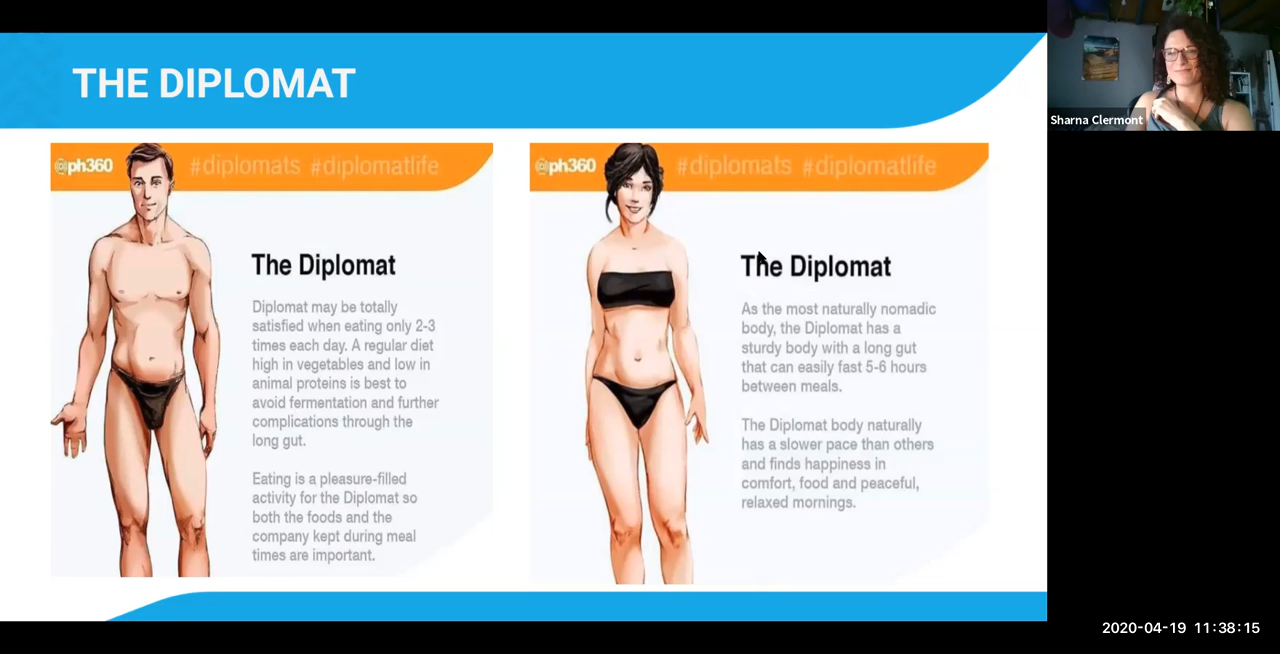 THE DIPLOMAT
Sharna Clermont
ph360 #diplomats #diplomatlife
The Diplomat
Diplomat may be totally
satisfied when eating only 2-3
times each day. A regular diet
high in vegetables and low in
animal proteins is best to
avoid fermentation and further
complications through the
long gut.
Eating is a pleasure-filled
activity for the Diplomat so
both the foods and the
company kept during meal
times are important.
ph360 #diplomats #diplomatlife
The Diplomat
As the most naturally nomadic
body, the Diplomat has a
sturdy body with a long gut
that can easily fast 5-6 hours
between meals.
The Diplomat body naturally
has a slower pace than others
and finds happiness in
comfort, food and peaceful,
relaxed mornings.
2020-04-19 11:38:15